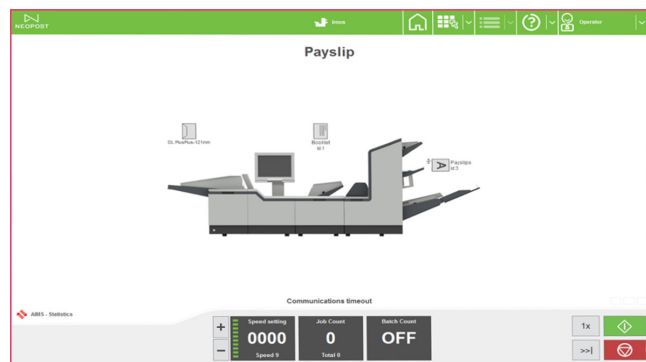 NEOPOST
Imos
Operator
Payslip
DL PlusPlus-121mm
Booklet
M:1
Payslips
M:3
A
Communications timeout
AIMS - Statistics
+
-
Speed setting
0000
Speed 9
Job Count
0
Total 0
Batch Count
OFF
1x
>>|